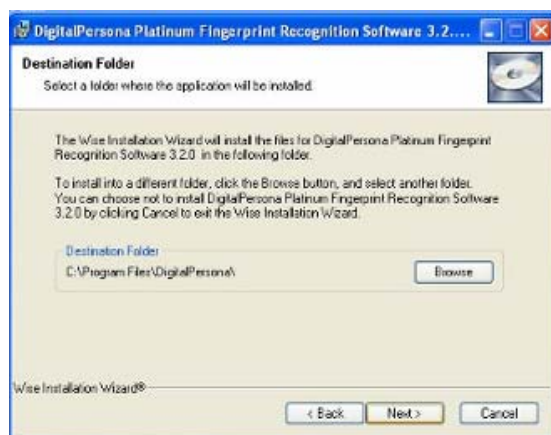 DigitalPersona Platinum Fingerprint Recognition Software 3.2....
Destination Folder
Select a folder where the application will be installed.
The Wise Installation Wizard will install the files for DigitalPersona Platinum Fingerprint
Recognition Software 3.2.0 in the following folder.
To install into a different folder, click the Browse button, and select another folder.
You can choose not to install DigitalPersona Platinum Fingerprint Recognition Software
3.2.0 by clicking Cancel to exit the Wise Installation Wizard.
Destination Folder
C:\Program Files\DigitalPersona\
Browse
Wise Installation Wizard®
< Back Next > Cancel